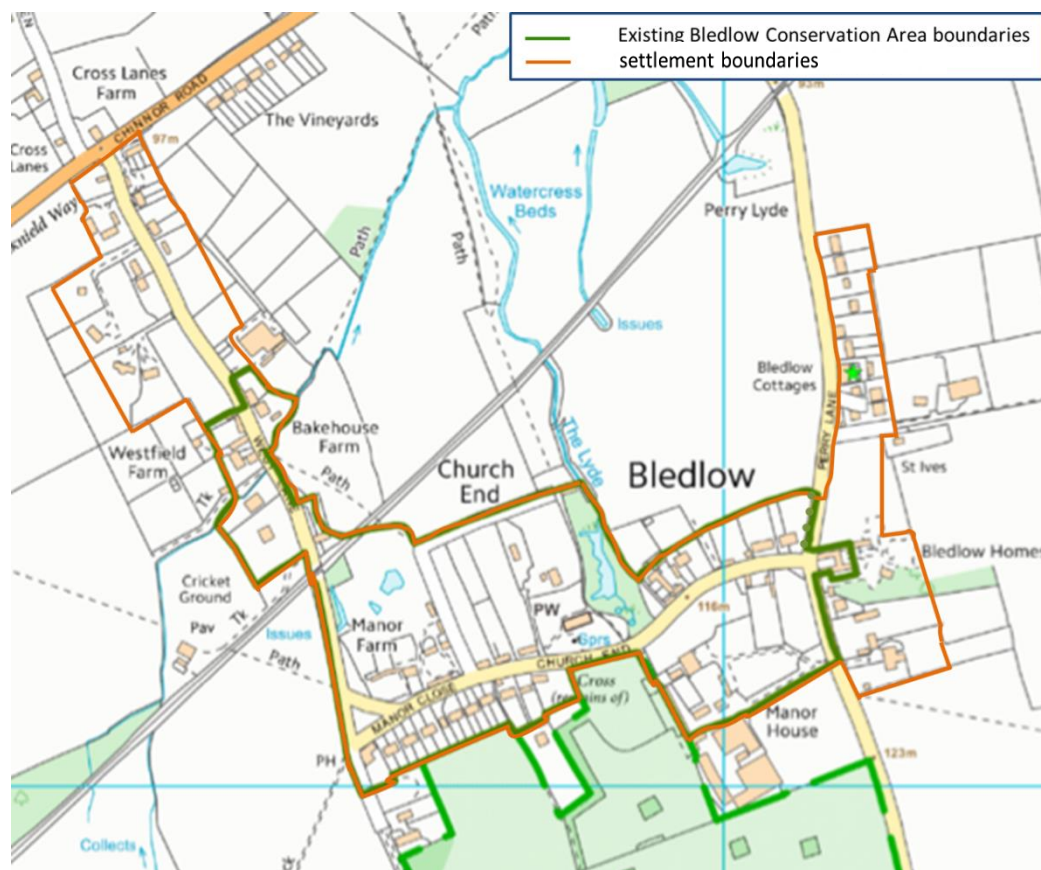 Existing Bledlow Conservation Area boundaries
settlement boundaries
Path
Cross Lanes
Farm
CHINNOR ROAD
97m
93m
The Vineyards
Cross
Lanes
knield Way
Watercress
Beds
Perry Lyde
Path
Path
Issues
Bledlow
Cottages
PERRY LANE
Bakehouse
Farm
Westfield
Farm
Path
Church
End
The Lyde
Bledlow
St Ives
Tk
Bledlow Homes
Cricket
Ground
Pav
Tk
Issues
Path
Manor
Farm
PW
116m
Sprs
CHURCH END
Cross
(remains of)
MANOR CLOSE
Manor
House
PH
123m
Collects